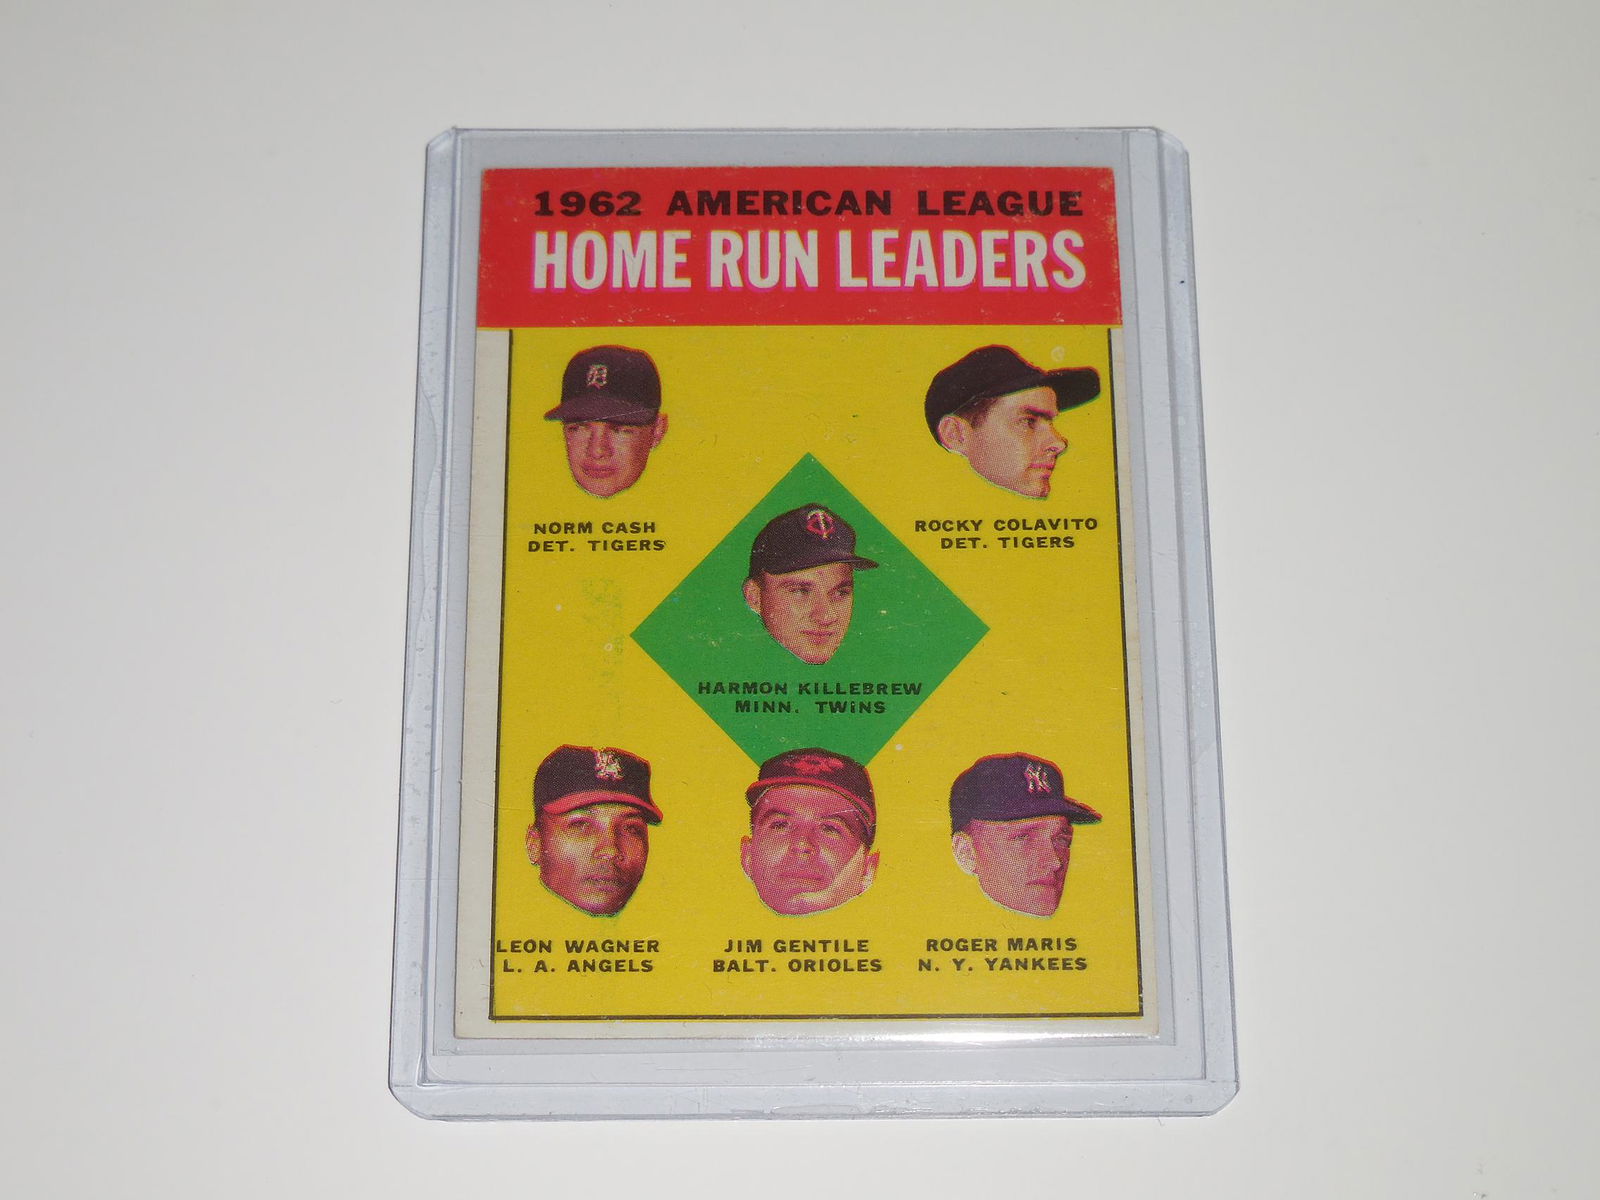 1962 AMERICAN LEAGUE
HOME RUN LEADERS
NORM CASH
DET. TIGERS
ROCKY COLAVITO
DET. TIGERS
HARMON KILLEBREW
MINN. TWINS
LEON WAGNER
L. A. ANGELS
JIM GENTILE
BALT. ORIOLES
ROGER MARIS
N. Y. YANKEES